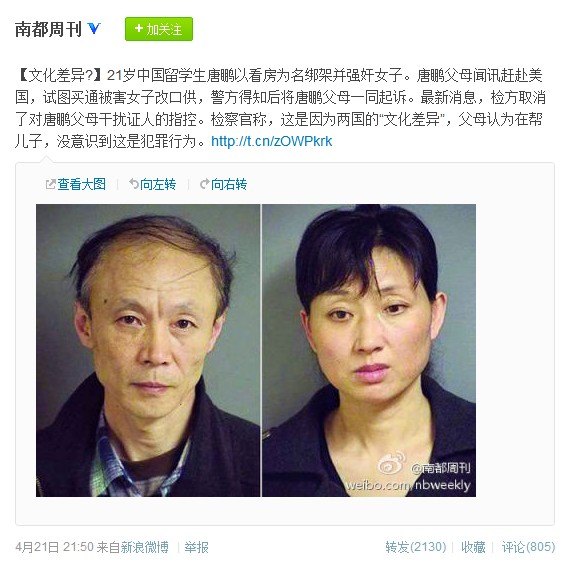 南都周刊 V
+ 加关注
【文化差异?】21岁中国留学生唐鹏以看房为名绑架并强奸女子。唐鹏父母闻讯赶赴美
国，试图买通被害女子改口供，警方得知后将唐鹏父母一同起诉。最新消息，检方取消
了对唐鹏父母干扰证人的指控。检察官称，这是因为两国的“文化差异”，父母认为在帮
儿子，没意识到这是犯罪行为。http://t.cn/zOWPkrk
查看大图 | 向左转 | 向右转
@南都周刊
weibo.com/nbweekly
4月21日 21:50 来自新浪微博 | 举报
转发(2130) | 收藏 | 评论(805)